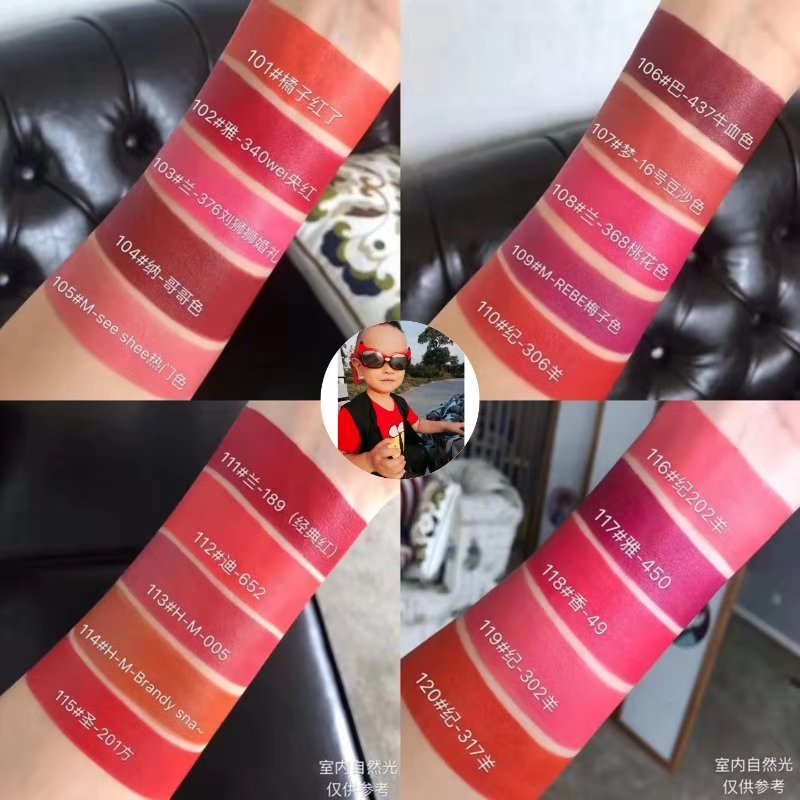 101#橘子红了
102#雅-340wei央红
103#兰-376刘狮狮婚礼
104#纳-哥哥色
105#M-see shee热门色
106#巴-437牛血色
107#梦-16号豆沙色
108#兰-368桃花色
109#M-REBE梅子色
110#纪-306羊
111#兰-189（经典红）
112#迪-652
113#H-M-005
114#H-M-Brandy sna~
115#圣-201方
室内自然光
仅供参考
116#纪202羊
117#雅-450
118#香-49
119#纪-302羊
120#纪-317羊
室内自然光
仅供参考